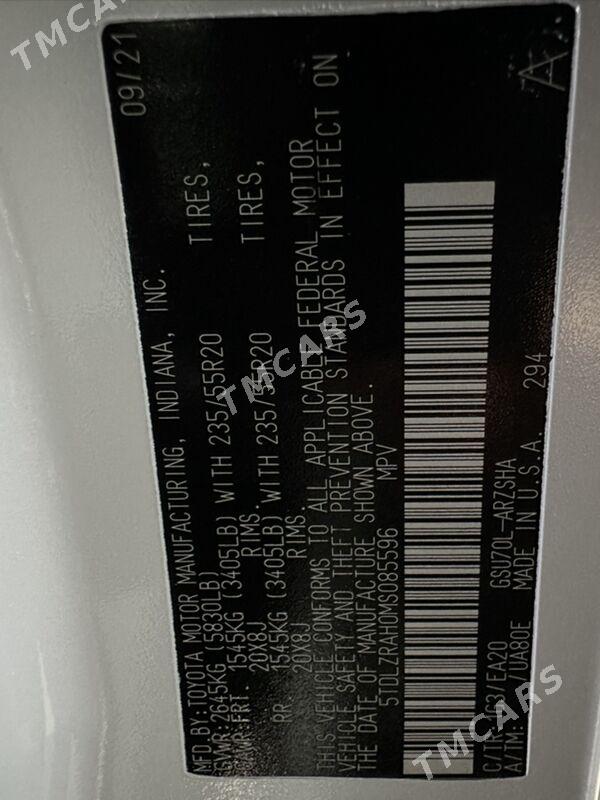 MFD.BY:TOYOTA MOTOR MANUFACTURING, INDIANA, INC. 09/21
GVWR:2645KG (5830LB)
GAWR:FRT. 1545KG (3405LB) WITH 235/55R20 TIRES,
20X8J RIMS.
RR. 1545KG (3405LB) WITH 235/55R20 TIRES,
20X8J RIMS.
THIS VEHICLE CONFORMS TO ALL APPLICABLE FEDERAL MOTOR
VEHICLE SAFETY AND THEFT PREVENTION STANDARDS IN EFFECT ON
THE DATE OF MANUFACTURE SHOWN ABOVE.
5TDLZRAH0MS085596 MPV
C/TR: /EA20 GSU70L-ARZSHA
A/TM: /UA80E MADE IN U.S.A. 294
A
TMCARS
TMCARS
TMCARS
TMCARS